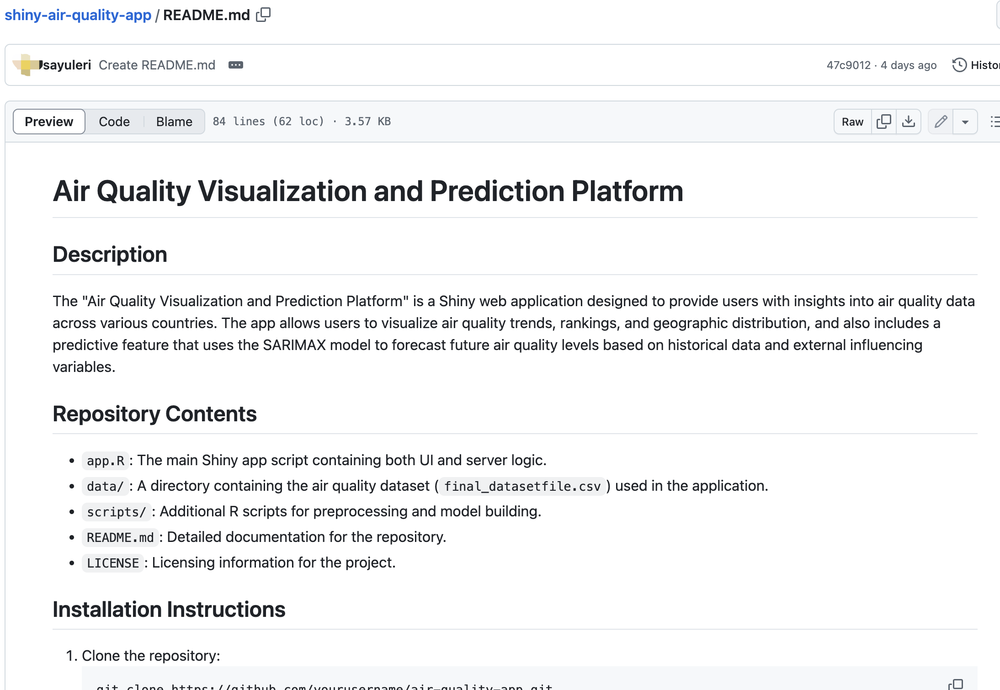 shiny-air-quality-app / README.md
sayuleri Create README.md
47c9012 · 4 days ago
Preview Code Blame 84 lines (62 loc) · 3.57 KB
Raw
Air Quality Visualization and Prediction Platform
Description
The "Air Quality Visualization and Prediction Platform" is a Shiny web application designed to provide users with insights into air quality data
across various countries. The app allows users to visualize air quality trends, rankings, and geographic distribution, and also includes a
predictive feature that uses the SARIMAX model to forecast future air quality levels based on historical data and external influencing
variables.
Repository Contents
• app.R: The main Shiny app script containing both UI and server logic.
• data/: A directory containing the air quality dataset (final_datasetfile.csv) used in the application.
• scripts/: Additional R scripts for preprocessing and model building.
• README.md: Detailed documentation for the repository.
• LICENSE: Licensing information for the project.
Installation Instructions
1. Clone the repository:
git clone https://github.com/yourusername/air-quality-app.git